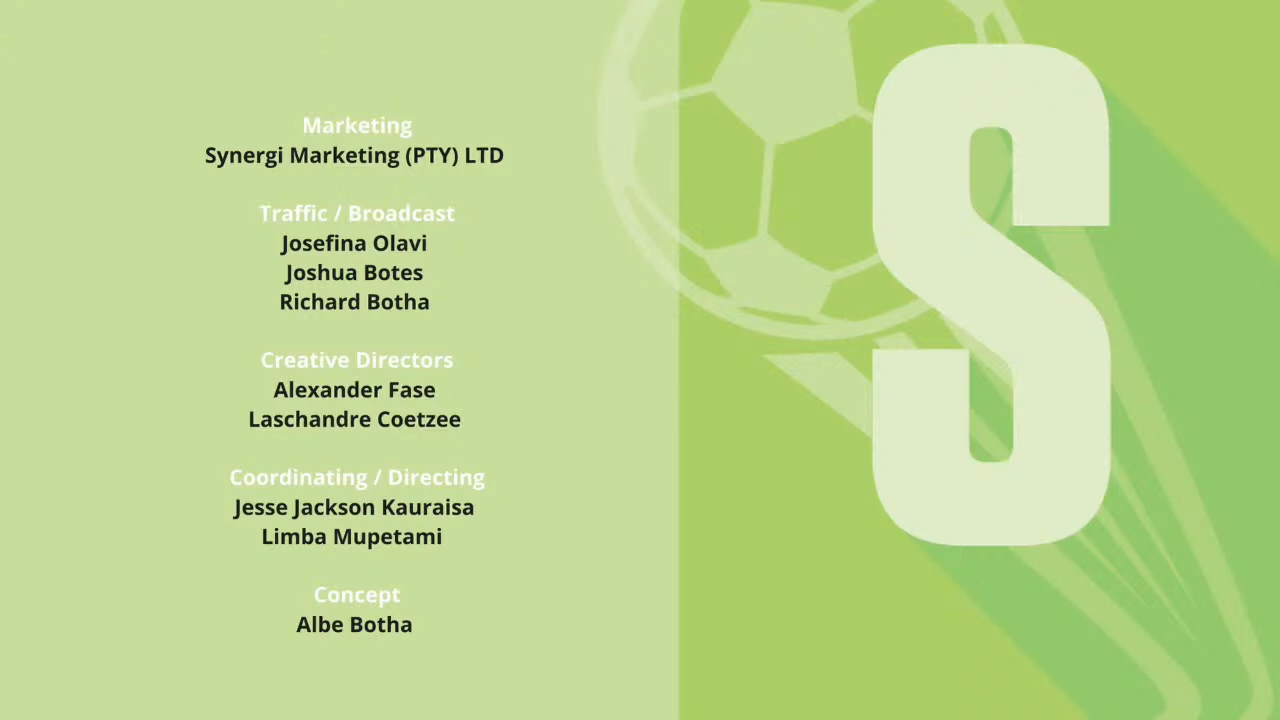 Marketing
Synergi Marketing (PTY) LTD
Traffic / Broadcast
Josefina Olavi
Joshua Botes
Richard Botha
Creative Directors
Alexander Fase
Laschandre Coetzee
Coordinating / Directing
Jesse Jackson Kauraisa
Limba Mupetami
Concept
Albe Botha
S